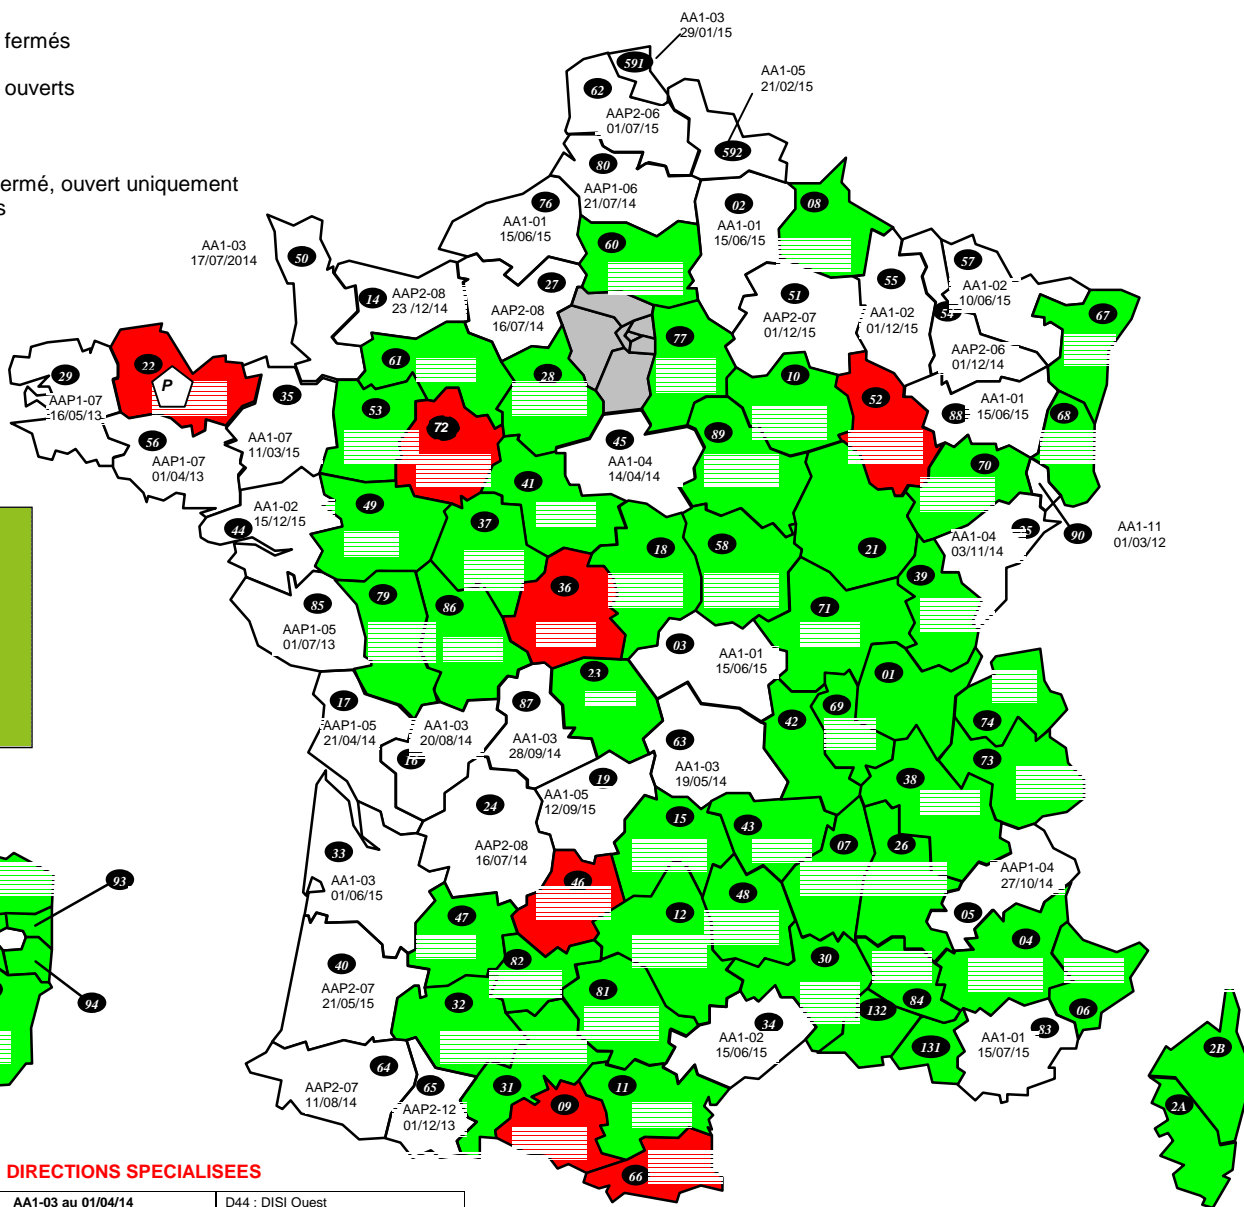 fermés
ouverts
ermé, ouvert uniquement
s
AA1-03
29/01/15
591
AA1-05
21/02/15
62
AAP2-06
01/07/15
592
80
AAP1-06
21/07/14
76
AA1-01
15/06/15
02
AA1-01
15/06/15
08
60
AA1-03
17/07/2014
50
14
AAP2-08
23 /12/14
27
AAP2-08
16/07/14
51
AAP2-07
01/12/15
55
AA1-02
01/12/15
57
AA1-02
10/06/15
54
AAP2-06
01/12/14
67
77
61
28
10
52
88
AA1-01
15/06/15
68
29
AAP1-07
16/05/13
22
P
35
AA1-07
11/03/15
53
72
56
AAP1-07
01/04/13
45
AA1-04
14/04/14
89
70
41
44
AA1-02
15/12/15
49
37
18
58
21
AA1-04
03/11/14
25
90
AA1-11
01/03/12
39
36
85
AAP1-05
01/07/13
79
86
71
03
AA1-01
15/06/15
23
01
17
AAP1-05
21/04/14
AA1-03
20/08/14
16
87
AA1-03
28/09/14
63
AA1-03
19/05/14
42
69
74
73
38
19
AA1-05
12/09/15
24
AAP2-08
16/07/14
15
43
07
26
33
AA1-03
01/06/15
AAP1-04
27/10/14
05
93
46
48
47
12
04
40
AAP2-07
21/05/15
82
30
94
32
81
84
06
132
34
AA1-02
15/06/15
131
83
AA1-01
15/07/15
2B
64
AAP2-07
11/08/14
65
AAP2-12
01/12/13
31
09
11
2A
66
DIRECTIONS SPECIALISEES
AA1-03 au 01/04/14
D44 : DISI Ouest